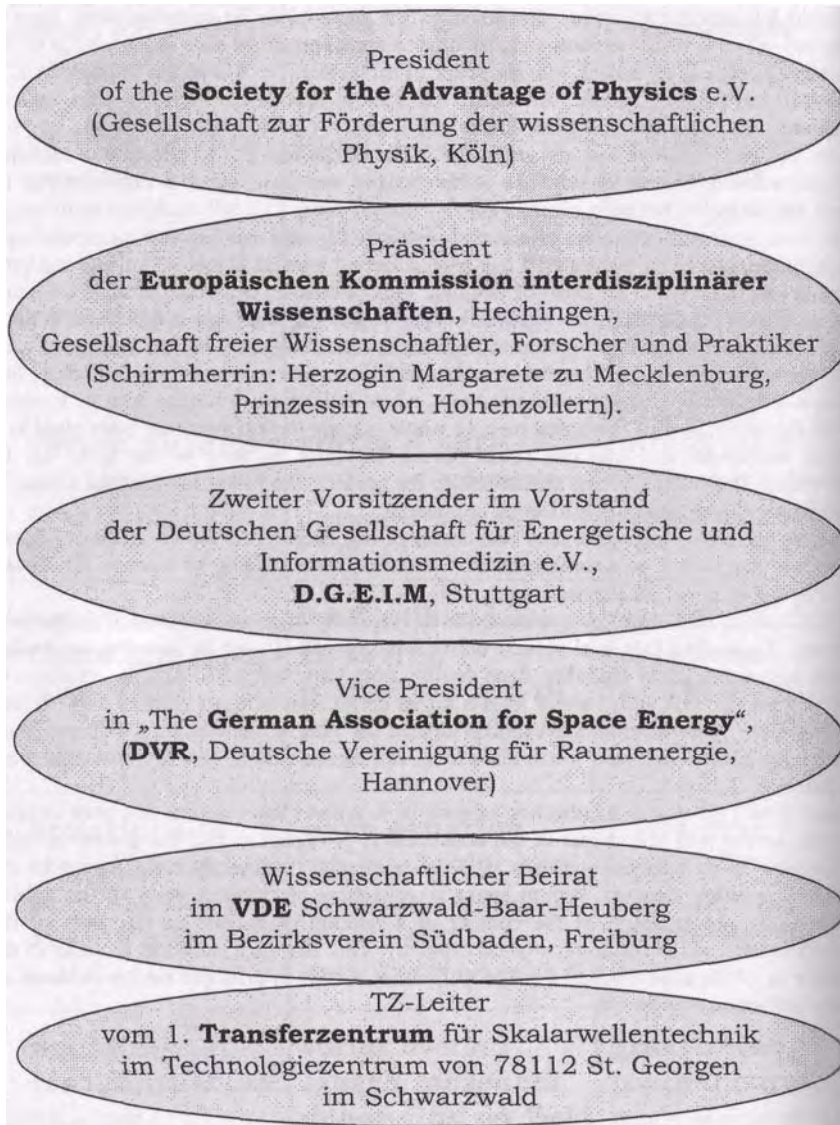 President
of the Society for the Advantage of Physics e.V.
(Gesellschaft zur Förderung der wissenschaftlichen
Physik, Köln)
Präsident
der Europäischen Kommission interdisziplinärer
Wissenschaften, Hechingen,
Gesellschaft freier Wissenschaftler, Forscher und Praktiker
(Schirmherrin: Herzogin Margarete zu Mecklenburg,
Prinzessin von Hohenzollern).
Zweiter Vorsitzender im Vorstand
der Deutschen Gesellschaft für Energetische und
Informationsmedizin e.V.,
D.G.E.I.M, Stuttgart
Vice President
in „The German Association for Space Energy“,
(DVR, Deutsche Vereinigung für Raumenergie,
Hannover)
Wissenschaftlicher Beirat
im VDE Schwarzwald-Baar-Heuberg
im Bezirksverein Südbaden, Freiburg
TZ-Leiter
vom 1. Transferzentrum für Skalarwellentechnik
im Technologiezentrum von 78112 St. Georgen
im Schwarzwald